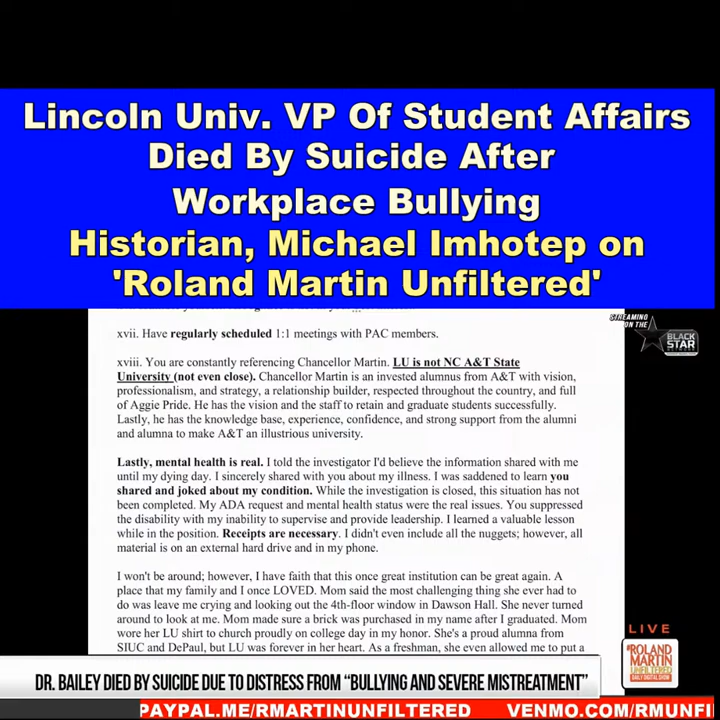 Lincoln Univ. VP Of Student Affairs
Died By Suicide After
Workplace Bullying
Historian, Michael Imhotep on
'Roland Martin Unfiltered'
STREAMING
ON THE
BLACK
STAR
xvii. Have regularly scheduled 1:1 meetings with PAC members.
xviii. You are constantly referencing Chancellor Martin. LU is not NC A&T State
University (not even close). Chancellor Martin is an invested alumnus from A&T with vision,
professionalism, and strategy, a relationship builder, respected throughout the country, and full
of Aggie Pride. He has the vision and the staff to retain and graduate students successfully.
Lastly, he has the knowledge base, experience, confidence, and strong support from the alumni
and alumna to make A&T an illustrious university.
Lastly, mental health is real. I told the investigator I'd believe the information shared with me
until my dying day. I sincerely shared with you about my illness. I was saddened to learn you
shared and joked about my condition. While the investigation is closed, this situation has not
been completed. My ADA request and mental health status were the real issues. You suppressed
the disability with my inability to supervise and provide leadership. I learned a valuable lesson
while in the position. Receipts are necessary. I didn't even include all the nuggets; however, all
material is on an external hard drive and in my phone.
I won't be around; however, I have faith that this once great institution can be great again. A
place that my family and I once LOVED. Mom said the most challenging thing she ever had to
do was leave me crying and looking out the 4th-floor window in Dawson Hall. She never turned
around to look at me. Mom made sure a brick was purchased in my name after I graduated. Mom
wore her LU shirt to church proudly on college day in my honor. She's a proud alumna from
SIUC and DePaul, but LU was forever in her heart. As a freshman, she even allowed me to put a
LIVE
#ROLAND
MARTIN
UNFILTERED
DAILY DIGITAL SHOW
DR. BAILEY DIED BY SUICIDE DUE TO DISTRESS FROM “BULLYING AND SEVERE MISTREATMENT”
PAYPAL.ME/RMARTINUNFILTERED VENMO.COM/RMUNFI